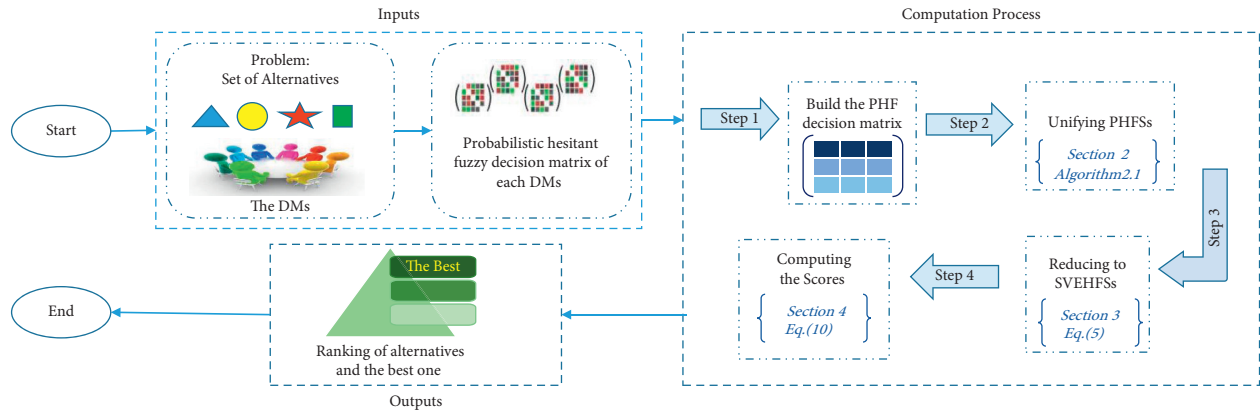 Inputs
Computation Process
Start
Problem:
Set of Alternatives
The DMs
Probabilistic hesitant
fuzzy decision matrix of
each DMs
Step 1
Build the PHF
decision matrix
Step 2
Unifying PHFSs
Section 2
Algorithm2.1
Step 3
Reducing to
SVEHFSs
Section 3
Eq.(5)
Step 4
Computing
the Scores
Section 4
Eq.(10)
The Best
Ranking of alternatives
and the best one
Outputs
End